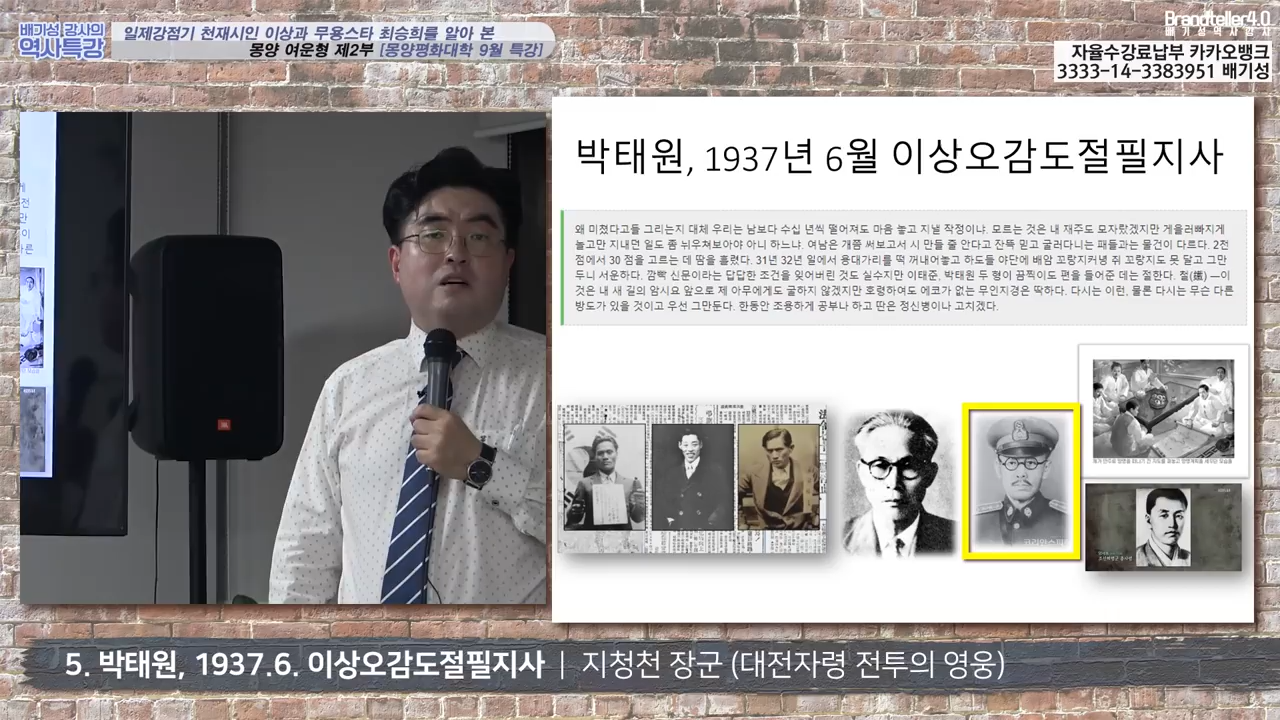 배기성 강사의
역사특강
일제강점기 천재시인 이상과 무용스타 최승희를 알아 본
몽양 여운형 제2부 [몽양평화대학 9월 특강]
Brandteller4.0
배기성역사일사
자율수강료납부 카카오뱅크
3333-14-3383951 배기성
박태원, 1937년 6월 이상오감도절필지사
왜 미쳤다고들 그러는지 대체 우리는 남보다 수십 년씩 떨어져도 마음 놓고 지낼 작정이냐. 모르는 것은 내 재주도 모자랐겠지만 게을러빠지게
놀고만 지내던 일도 좀 뉘우쳐보아야 아니 하느냐. 여남은 개쯤 써보고서 시 만들 줄 안다고 잔뜩 믿고 굴러다니는 패들과는 물건이 다르다. 2천
점에서 30 점을 고르는 데 땀을 흘렸다. 31년 32년 일에서 용대가리를 떡 꺼내어놓고 하도들 야단에 배암 꼬랑지커녕 쥐 꼬랑지도 못 달고 그만
두니 서운하다. 깜빡 신문이라는 답답한 조건을 잊어버린 것도 실수지만 이태준, 박태원 두 형이 끔찍이도 편을 들어준 데는 절한다. 철(鐵) ―이
것은 내 새 길의 암시요 앞으로 제 아무에게도 굴하지 않겠지만 호령하여도 에코가 없는 무인지경은 딱하다. 다시는 이런, 물론 다시는 무슨 다른
방도가 있을 것이고 우선 그만둔다. 한동안 조용하게 공부나 하고 딴은 정신병이나 고치겠다.
JBL
5. 박태원, 1937.6. 이상오감도절필지사 | 지청천 장군 (대전자령 전투의 영웅)